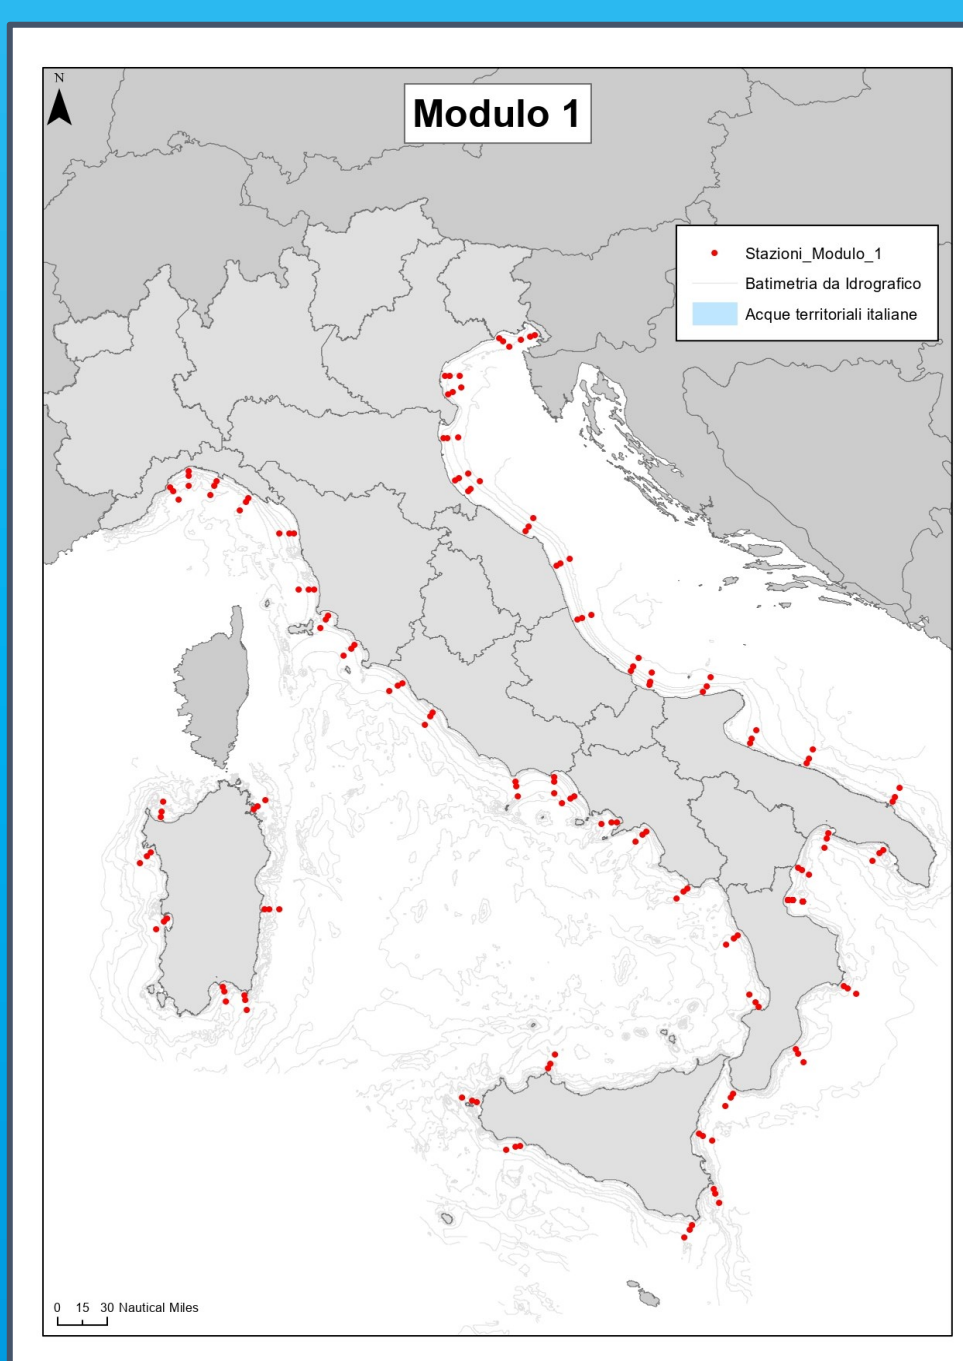 N
Modulo 1
Stazioni_Modulo_1
Batimetria da Idrografico
Acque territoriali italiane
0 15 30 Nautical Miles